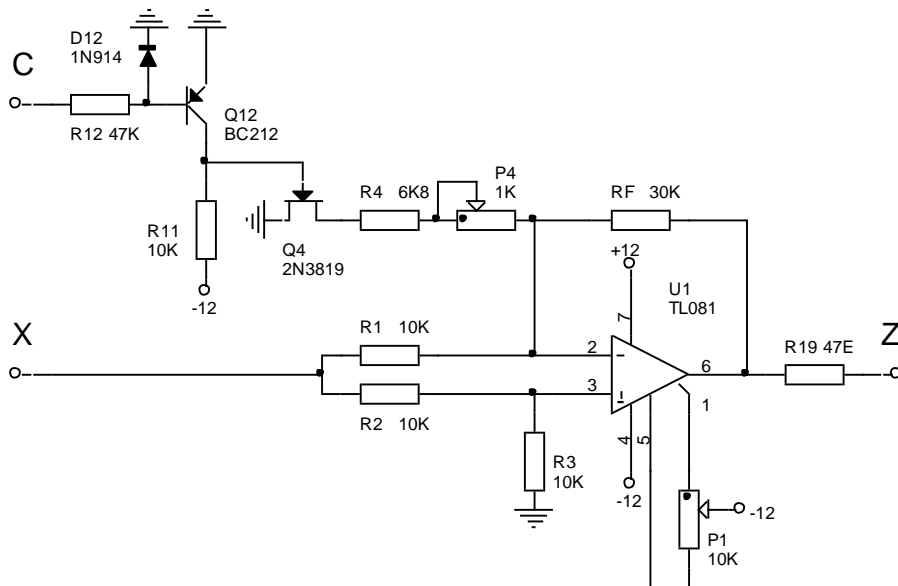 D12
1N914
C
R12 47K
Q12
BC212
R11
10K
-12
Q4
2N3819
R4 6K8
P4
1K
RF 30K
+12
U1
TL081
7
X
R1 10K
2
6
R19 47E
Z
R2 10K
3
1
4
5
R3
10K
-12
-12
P1
10K